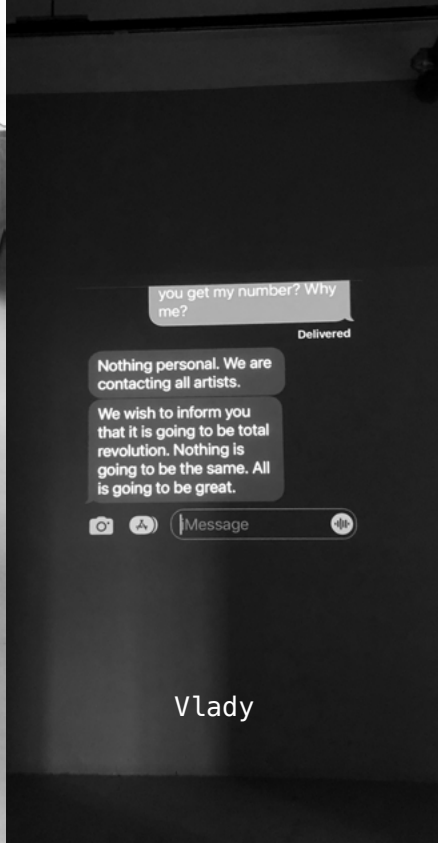 you get my number? Why
me?
Delivered
Nothing personal. We are
contacting all artists.
We wish to inform you
that it is going to be total
revolution. Nothing is
going to be the same. All
is going to be great.
iMessage
Vlady